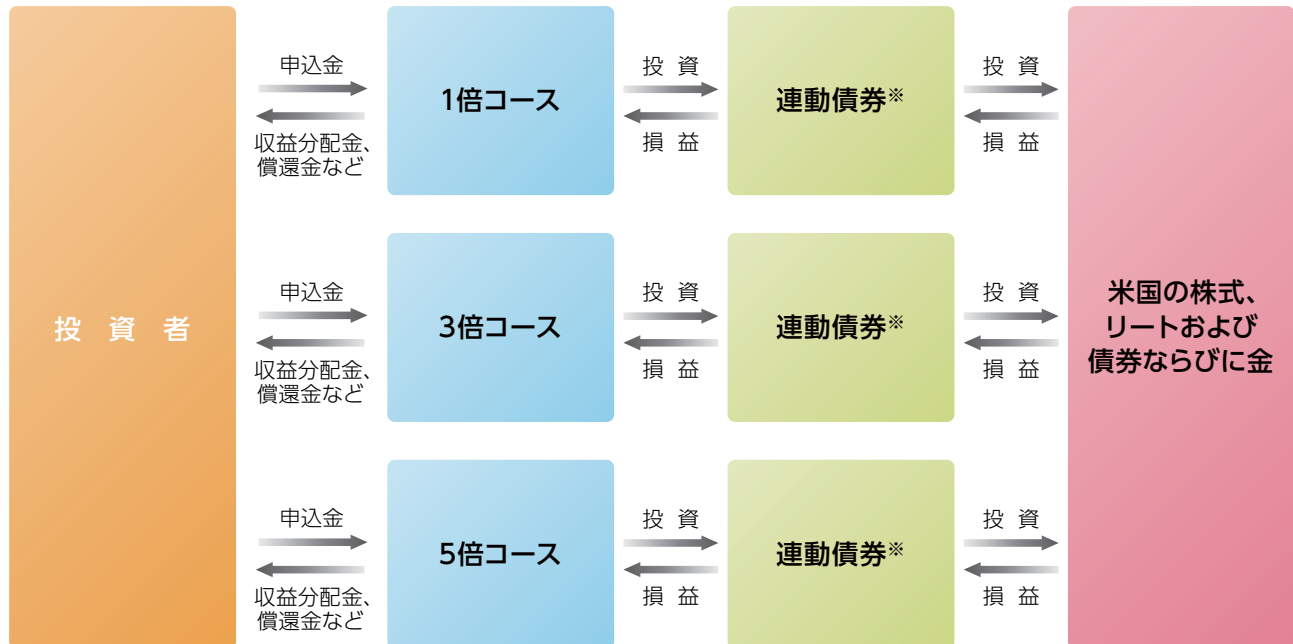 投資者
申込金
収益分配金、
償還金など
1倍コース
投 資
損 益
連動債券※
投 資
損 益
申込金
収益分配金、
償還金など
3倍コース
投 資
損 益
連動債券※
投 資
損 益
申込金
収益分配金、
償還金など
5倍コース
投 資
損 益
連動債券※
投 資
損 益
米国の株式、
リートおよび
債券ならびに金